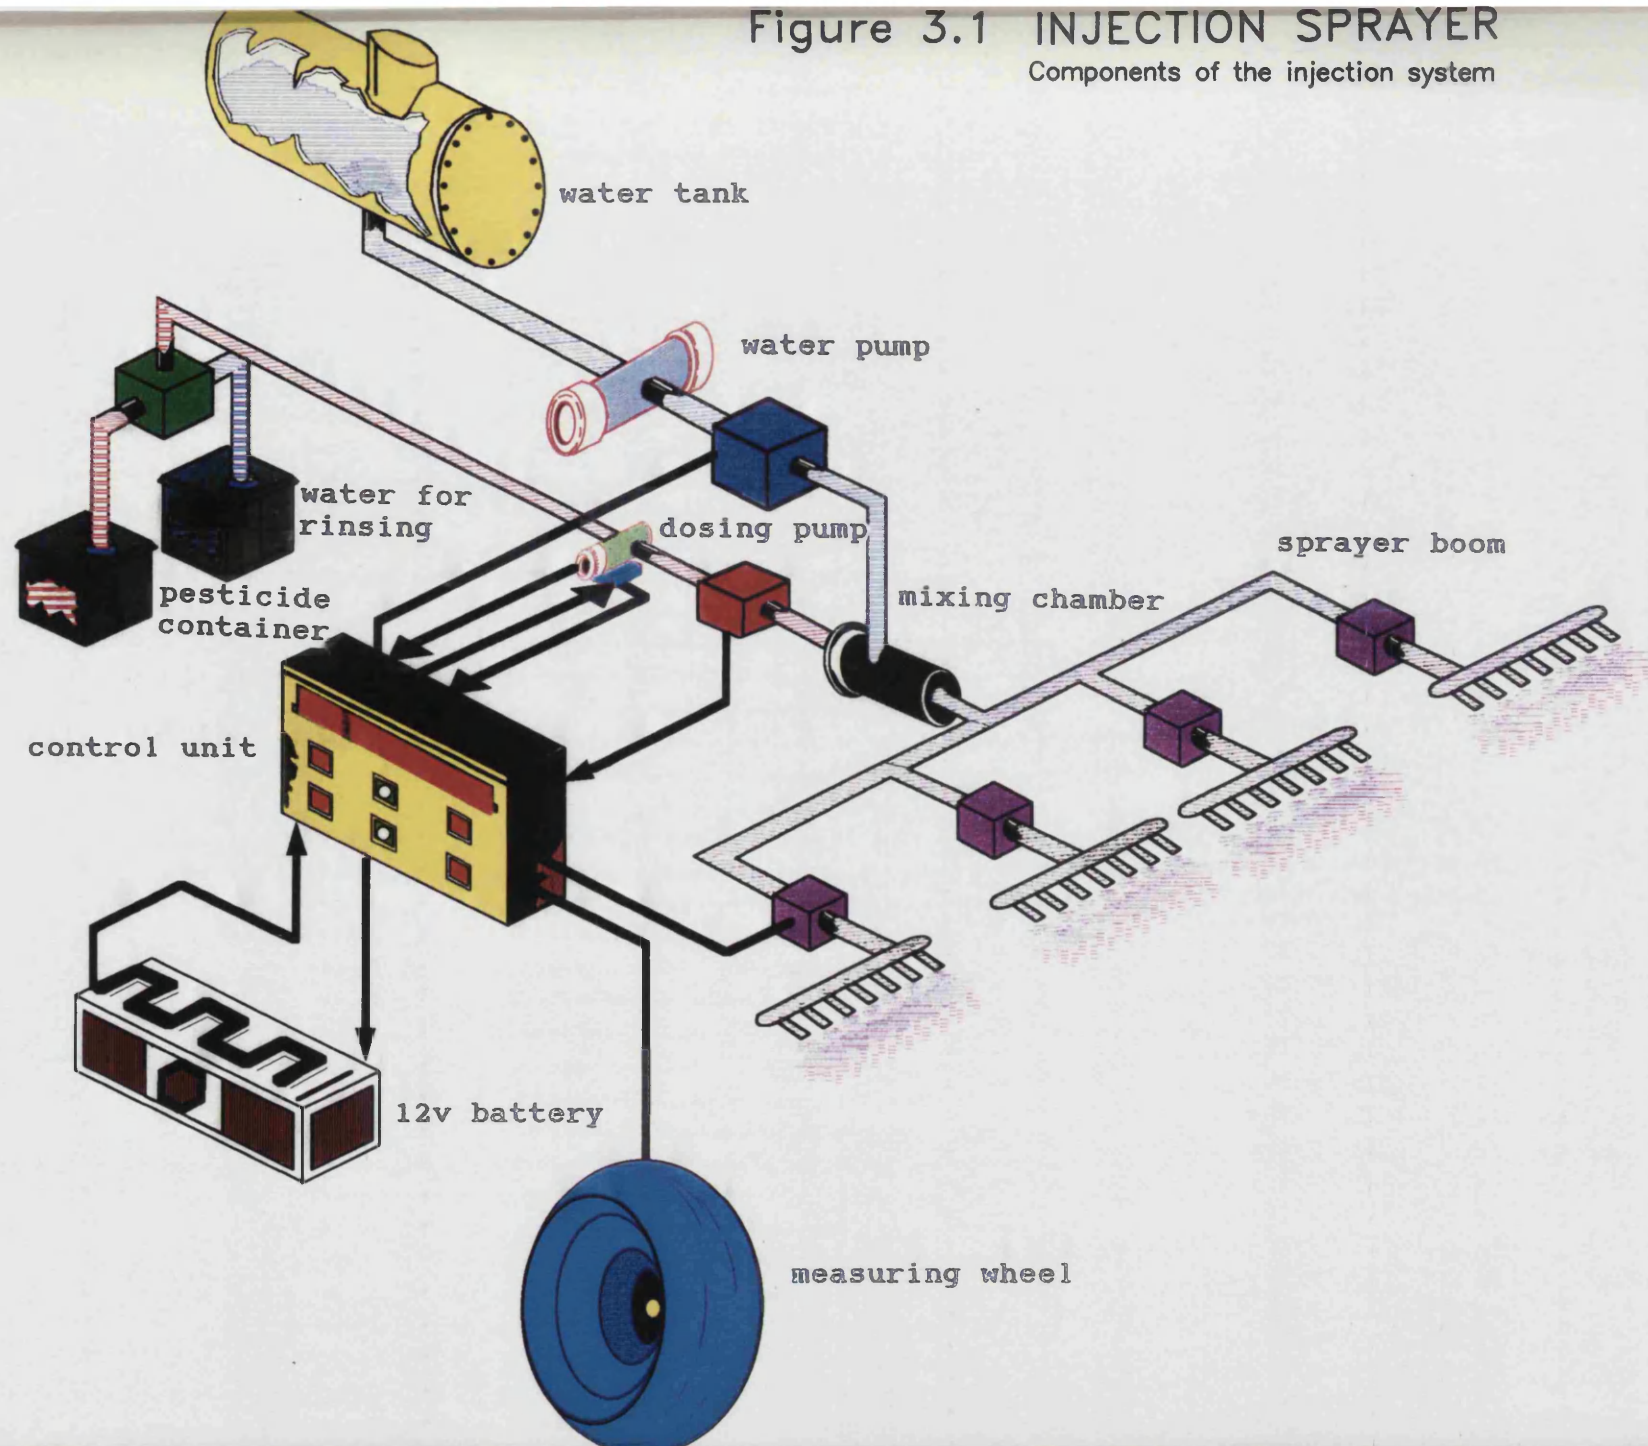 Figure 3.1 INJECTION SPRAYER
Components of the injection system
water tank
water pump
water for
rinsing
dosing pump
sprayer boom
pesticide
container
mixing chamber
control unit
12v battery
measuring wheel